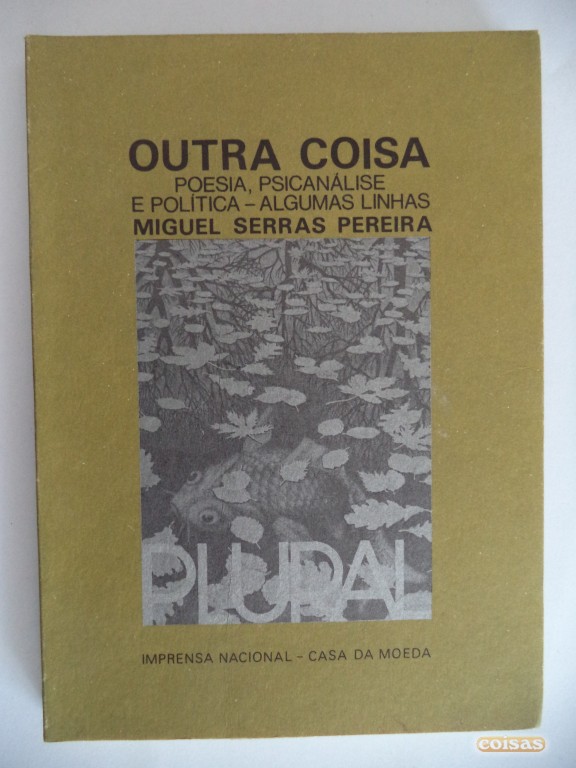 OUTRA COISA
POESIA, PSICANÁLISE
E POLÍTICA – ALGUMAS LINHAS
MIGUEL SERRAS PEREIRA
PLURAL
IMPRENSA NACIONAL – CASA DA MOEDA
coisas